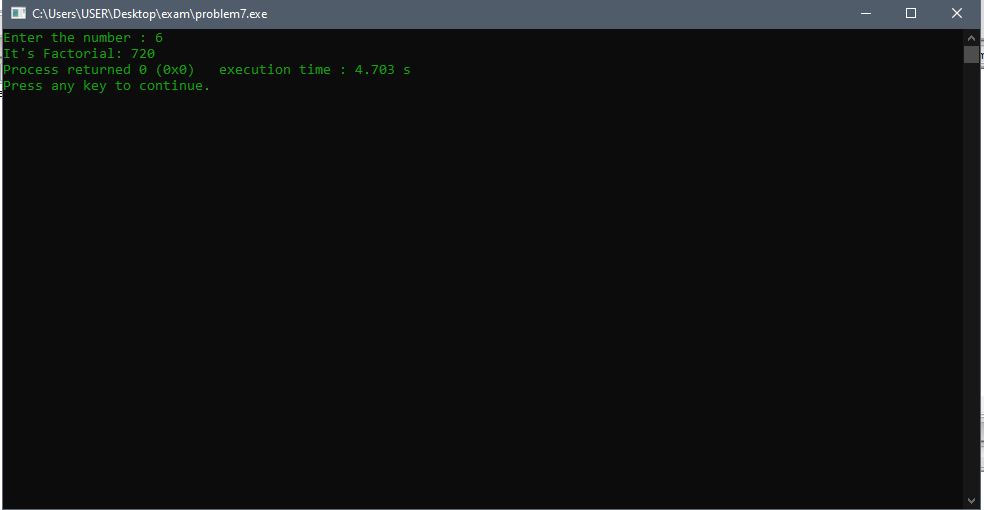 C:\Users\USER\Desktop\exam\problem7.exe
Enter the number : 6
It's Factorial: 720
Process returned 0 (0x0)   execution time : 4.703 s
Press any key to continue.